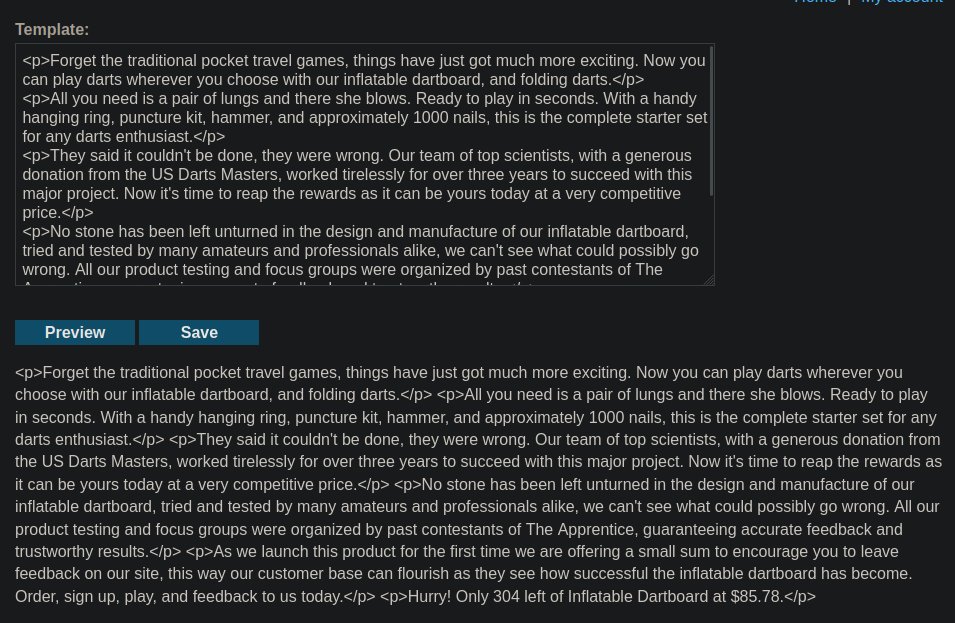 Home | My account
Template:
<p>Forget the traditional pocket travel games, things have just got much more exciting. Now you
can play darts wherever you choose with our inflatable dartboard, and folding darts.</p>
<p>All you need is a pair of lungs and there she blows. Ready to play in seconds. With a handy
hanging ring, puncture kit, hammer, and approximately 1000 nails, this is the complete starter set
for any darts enthusiast.</p>
<p>They said it couldn't be done, they were wrong. Our team of top scientists, with a generous
donation from the US Darts Masters, worked tirelessly for over three years to succeed with this
major project. Now it's time to reap the rewards as it can be yours today at a very competitive
price.</p>
<p>No stone has been left unturned in the design and manufacture of our inflatable dartboard,
tried and tested by many amateurs and professionals alike, we can't see what could possibly go
wrong. All our product testing and focus groups were organized by past contestants of The
Preview Save
<p>Forget the traditional pocket travel games, things have just got much more exciting. Now you can play darts wherever you
choose with our inflatable dartboard, and folding darts.</p> <p>All you need is a pair of lungs and there she blows. Ready to play
in seconds. With a handy hanging ring, puncture kit, hammer, and approximately 1000 nails, this is the complete starter set for any
darts enthusiast.</p> <p>They said it couldn't be done, they were wrong. Our team of top scientists, with a generous donation from
the US Darts Masters, worked tirelessly for over three years to succeed with this major project. Now it's time to reap the rewards as
it can be yours today at a very competitive price.</p> <p>No stone has been left unturned in the design and manufacture of our
inflatable dartboard, tried and tested by many amateurs and professionals alike, we can't see what could possibly go wrong. All our
product testing and focus groups were organized by past contestants of The Apprentice, guaranteeing accurate feedback and
trustworthy results.</p> <p>As we launch this product for the first time we are offering a small sum to encourage you to leave
feedback on our site, this way our customer base can flourish as they see how successful the inflatable dartboard has become.
Order, sign up, play, and feedback to us today.</p> <p>Hurry! Only 304 left of Inflatable Dartboard at $85.78.</p>